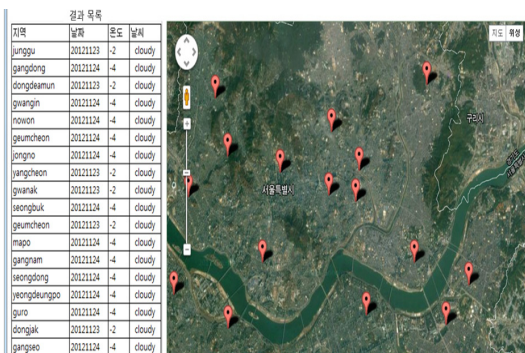 결과 목록
지역 날짜 온도 날씨
junggu 20121123 -2 cloudy
gangdong 20121124 -4 cloudy
dongdeamun 20121123 -2 cloudy
gwangin 20121124 -4 cloudy
nowon 20121124 -4 cloudy
geumcheon 20121124 -4 cloudy
jongno 20121124 -4 cloudy
yangcheon 20121123 -2 cloudy
gwanak 20121123 -2 cloudy
seongbuk 20121124 -4 cloudy
geumcheon 20121123 -2 cloudy
mapo 20121124 -4 cloudy
gangnam 20121124 -4 cloudy
seongdong 20121124 -4 cloudy
yeongdeungpo 20121124 -4 cloudy
guro 20121124 -4 cloudy
dongjak 20121123 -2 cloudy
gangseo 20121124 -4 cloudy
지도 위성
구리시
서울특별시